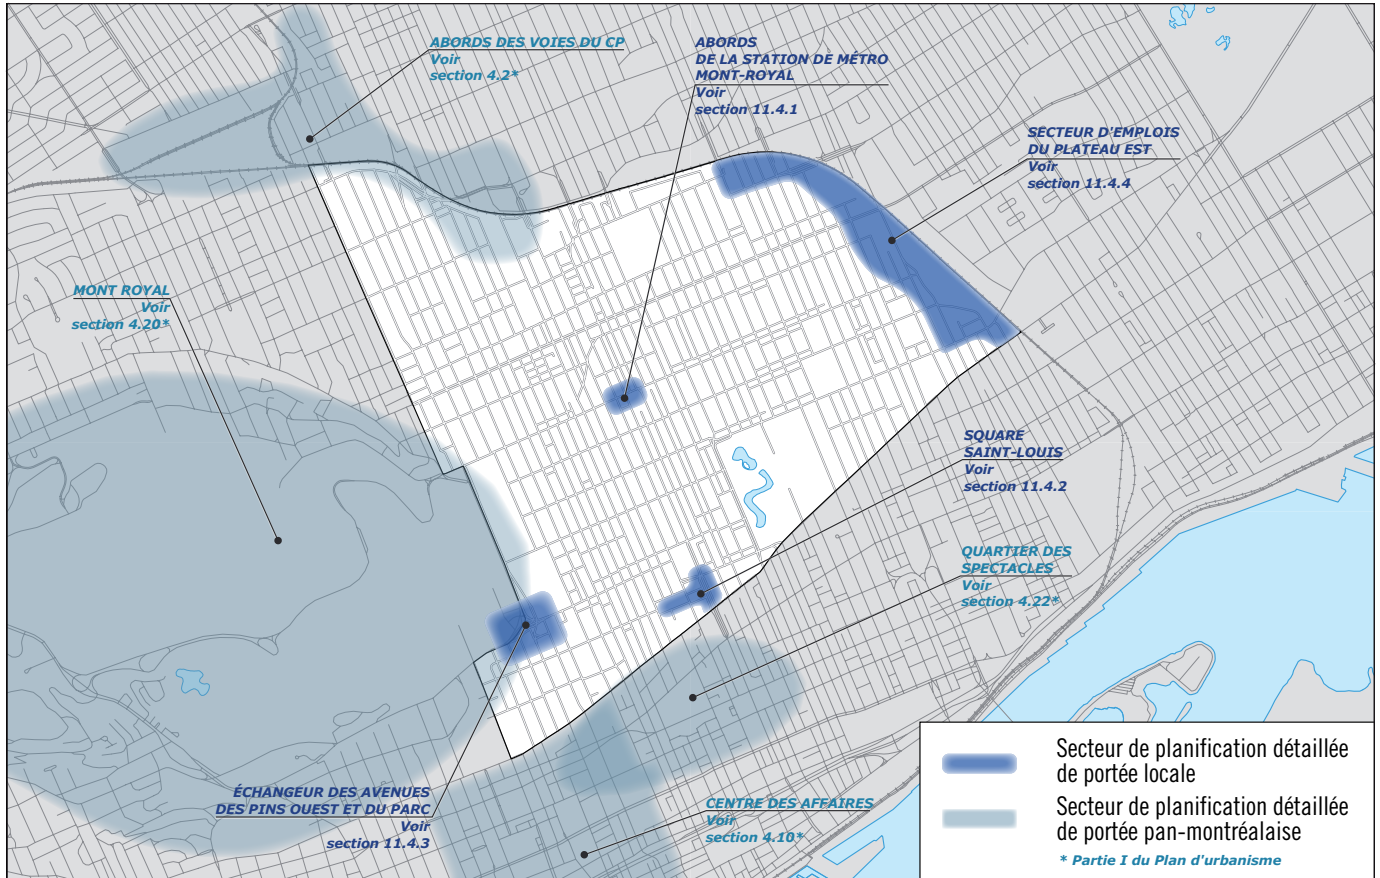 ABORDS DES VOIES DU CP
Voir
section 4.2*
ABORDS
DE LA STATION DE MÉTRO
MONT-ROYAL
Voir
section 11.4.1
SECTEUR D'EMPLOIS
DU PLATEAU EST
Voir
section 11.4.4
MONT ROYAL
Voir
section 4.20*
SQUARE
SAINT-LOUIS
Voir
section 11.4.2
QUARTIER DES
SPECTACLES
Voir
section 4.22*
ÉCHANGEUR DES AVENUES
DES PINS OUEST ET DU PARC
Voir
section 11.4.3
CENTRE DES AFFAIRES
Voir
section 4.10*
Secteur de planification détaillée
de portée locale
Secteur de planification détaillée
de portée pan-montréalaise
* Partie I du Plan d'urbanisme